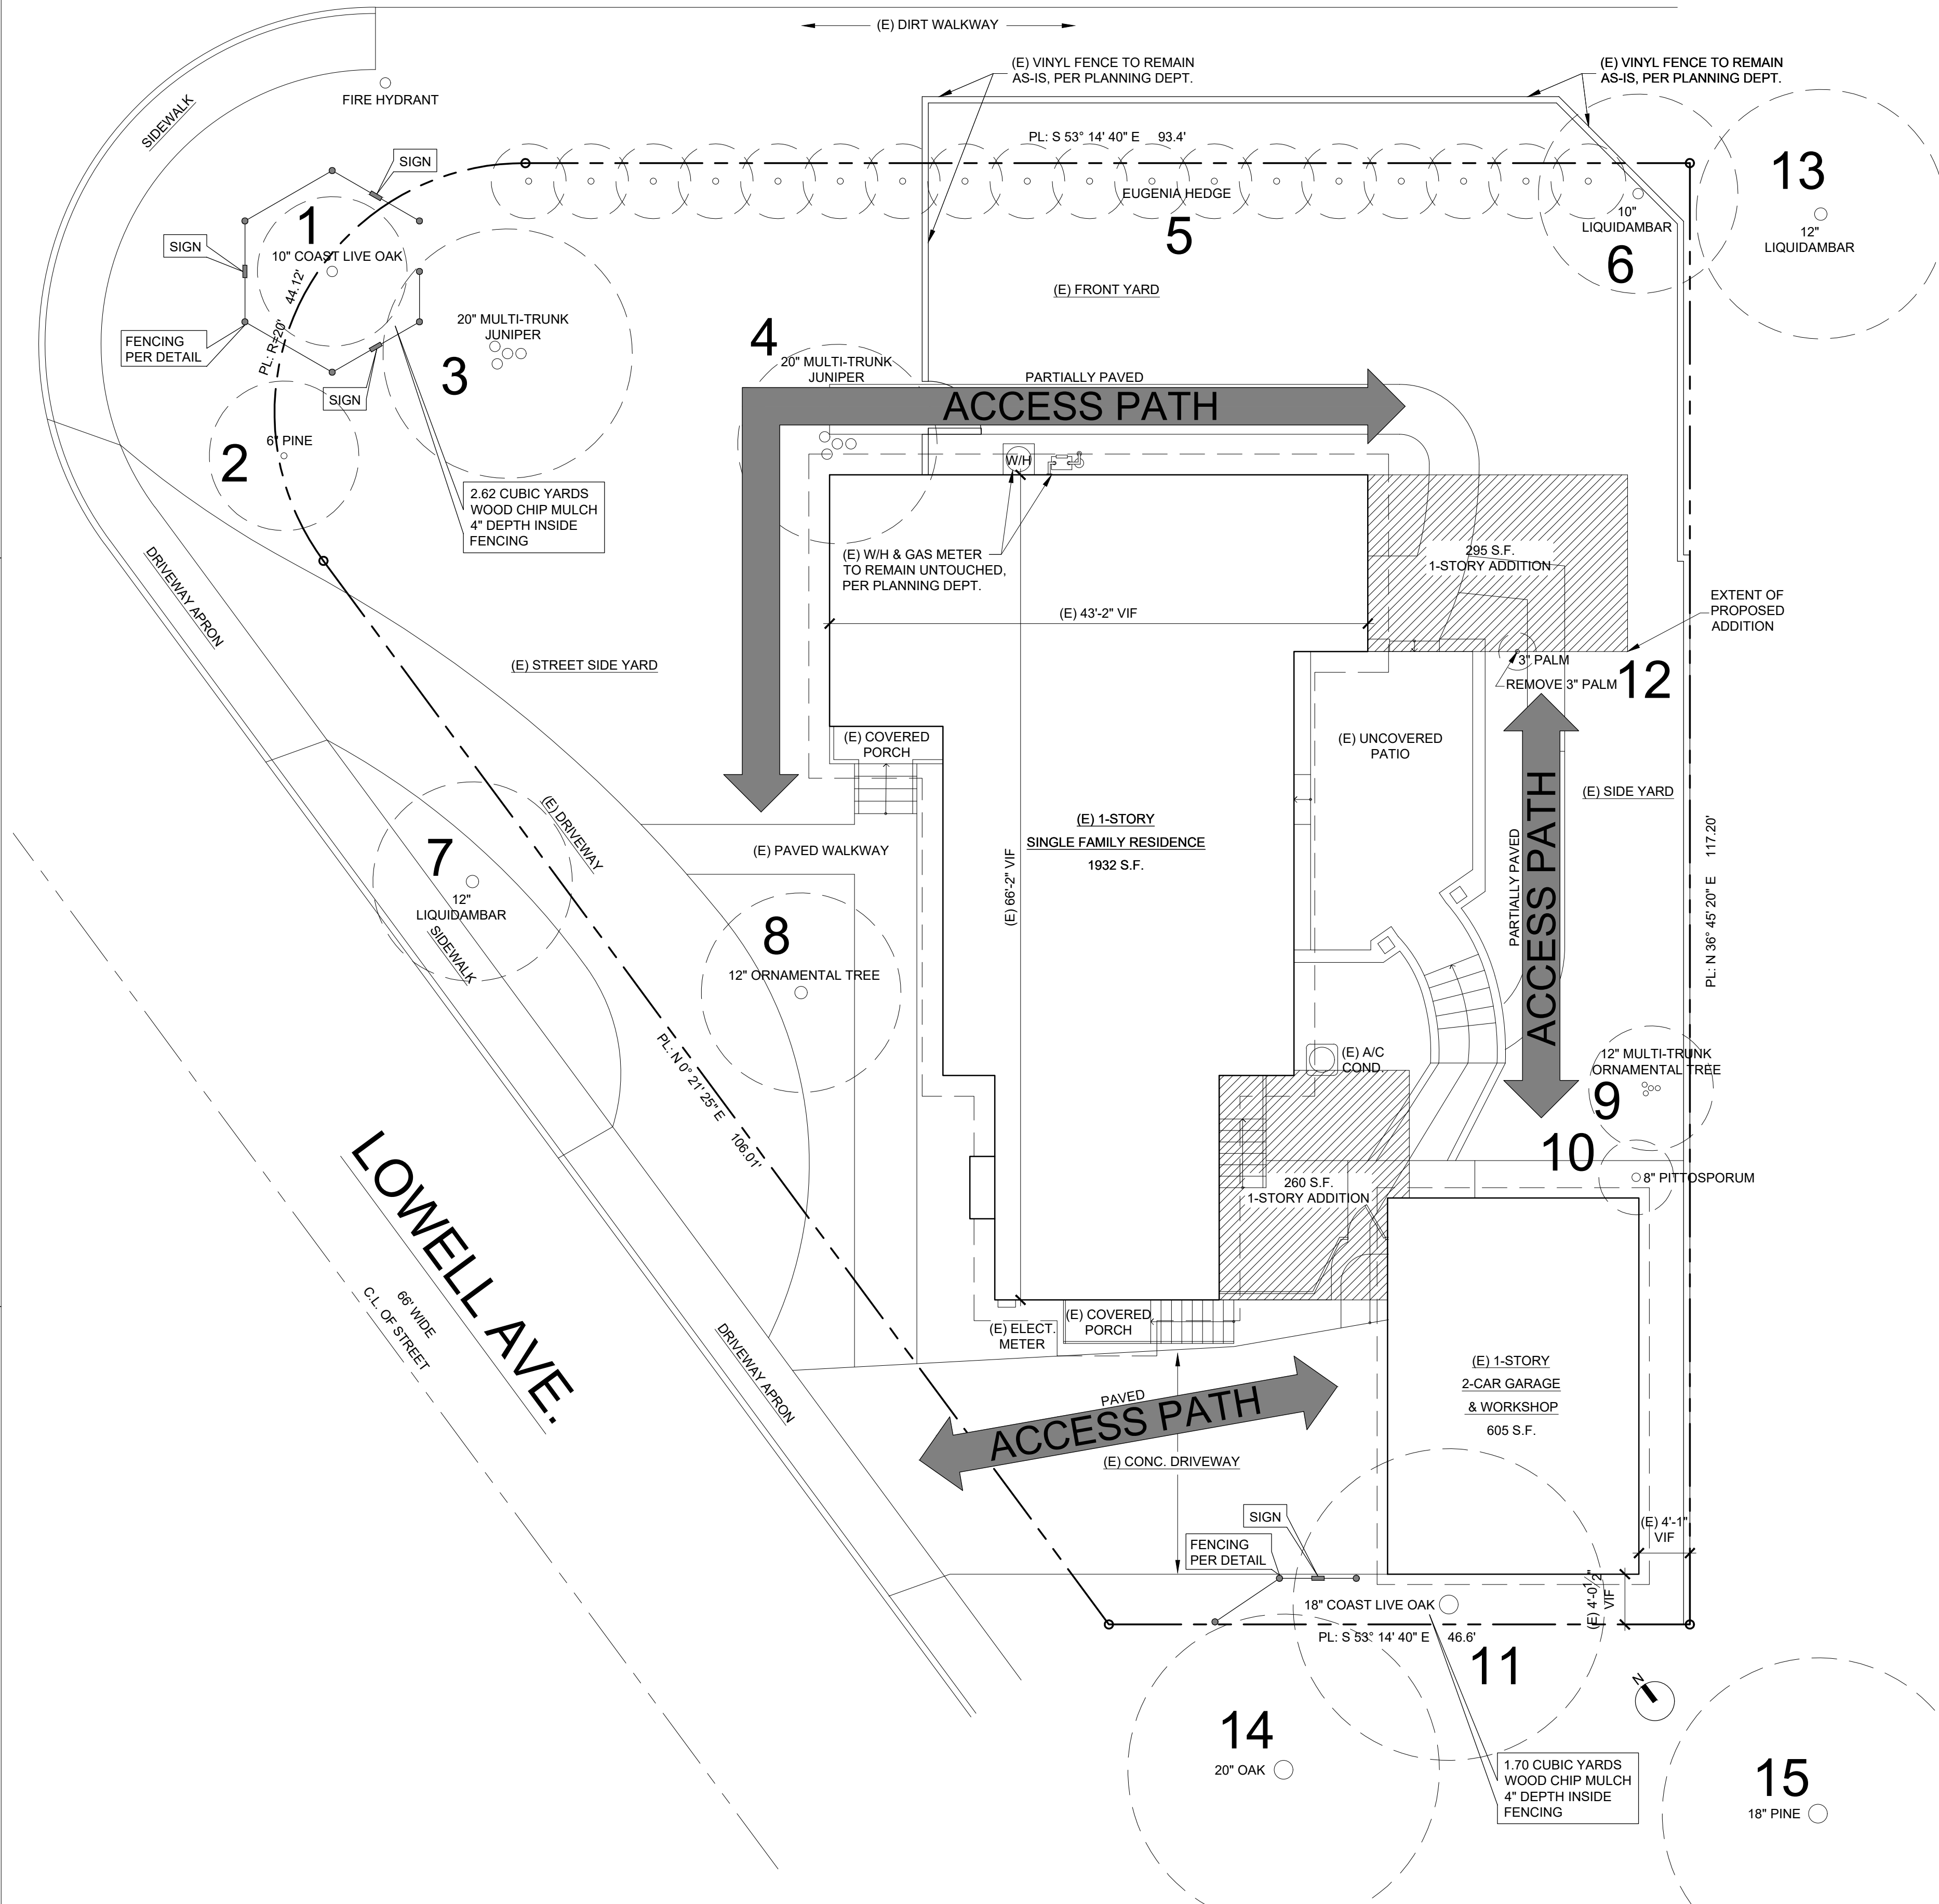 (E) DIRT WALKWAY
(E) VINYL FENCE TO REMAIN
AS-IS, PER PLANNING DEPT.
(E) VINYL FENCE TO REMAIN
AS-IS, PER PLANNING DEPT.
FIRE HYDRANT
SIDEWALK
PL: S 53° 14' 40" E 93.4'
SIGN
SIGN
1
10" COAST LIVE OAK
PL: R=20' 44.12'
FENCING
PER DETAIL
SIGN
EUGENIA HEDGE
5
10"
LIQUIDAMBAR
6
13
12"
LIQUIDAMBAR
(E) FRONT YARD
20" MULTI-TRUNK
JUNIPER
3
4
20" MULTI-TRUNK
JUNIPER
PARTIALLY PAVED
ACCESS PATH
6" PINE
2
W/H
2.62 CUBIC YARDS
WOOD CHIP MULCH
4" DEPTH INSIDE
FENCING
(E) W/H & GAS METER
TO REMAIN UNTOUCHED,
PER PLANNING DEPT.
295 S.F.
1-STORY ADDITION
EXTENT OF
PROPOSED
ADDITION
DRIVEWAY APRON
(E) 43'-2" VIF
(E) STREET SIDE YARD
3" PALM
REMOVE 3" PALM
12
(E) COVERED
PORCH
(E) UNCOVERED
PATIO
(E) SIDE YARD
(E) DRIVEWAY
(E) 1-STORY
SINGLE FAMILY RESIDENCE
1932 S.F.
(E) 66'-2" VIF
PARTIALLY PAVED
ACCESS PATH
PL: N 36° 45' 20" E 117.20'
(E) PAVED WALKWAY
7
12"
LIQUIDAMBAR
SIDEWALK
8
12" ORNAMENTAL TREE
PL: N 0° 21' 25" E 106.01'
(E) A/C
COND.
12" MULTI-TRUNK
ORNAMENTAL TREE
9
10
8" PITTOSPORUM
260 S.F.
1-STORY ADDITION
LOWELL AVE.
66' WIDE
C.L. OF STREET
(E) ELECT.
METER
(E) COVERED
PORCH
DRIVEWAY APRON
PAVED
ACCESS PATH
(E) CONC. DRIVEWAY
(E) 1-STORY
2-CAR GARAGE
& WORKSHOP
605 S.F.
SIGN
FENCING
PER DETAIL
(E) 4'-1"
VIF
(E) 4'-0 1/2"
VIF
18" COAST LIVE OAK
PL: S 53° 14' 40" E 46.6'
11
N
14
20" OAK
1.70 CUBIC YARDS
WOOD CHIP MULCH
4" DEPTH INSIDE
FENCING
15
18" PINE